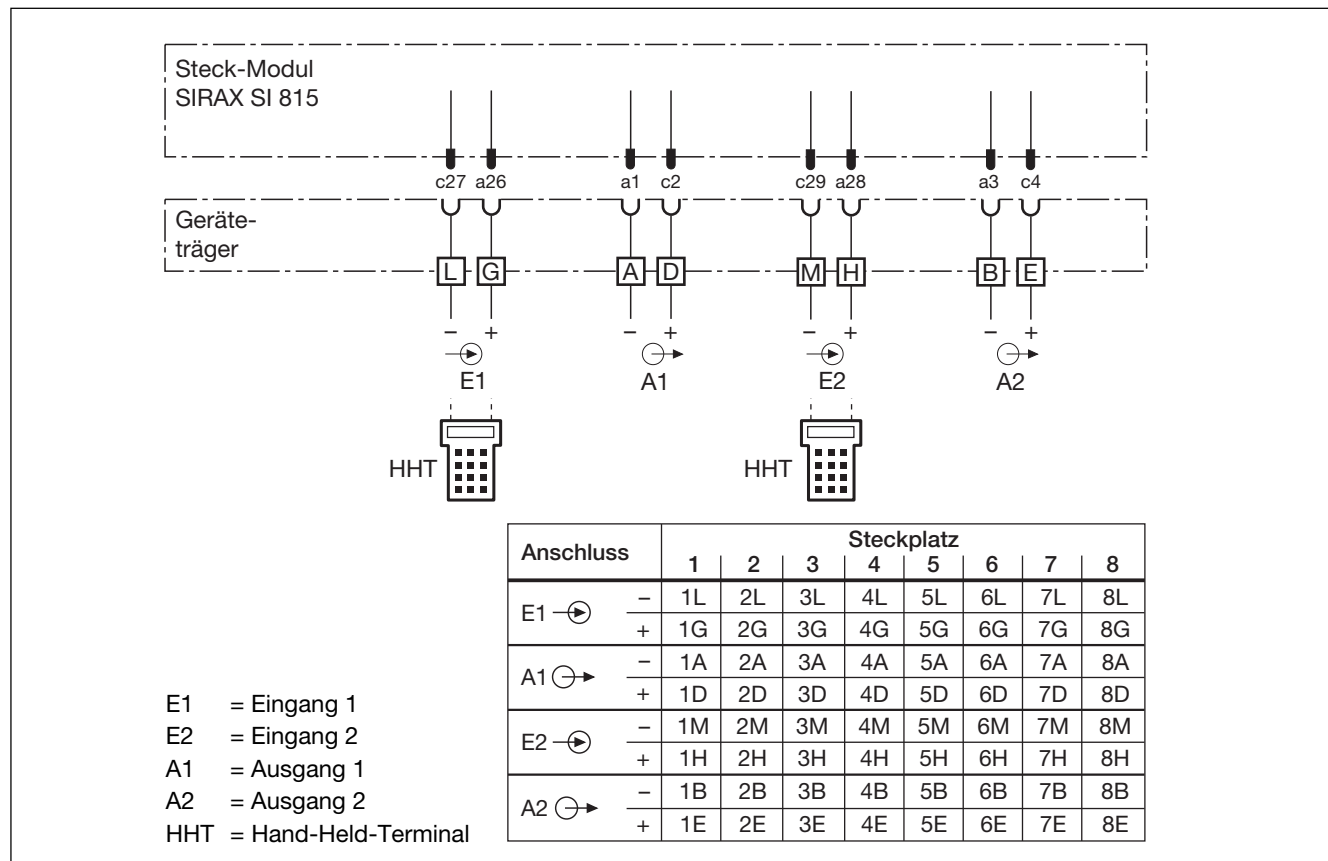 Steck-Modul
SIRAX SI 815
c27 a26 a1 c2 c29 a28 a3 c4
Geräte-
träger
L G A D M H B E
– + – + – + – +
E1 A1 E2 A2
HHT HHT
Anschluss Steckplatz
1 2 3 4 5 6 7 8
E1 – 1L 2L 3L 4L 5L 6L 7L 8L
+ 1G 2G 3G 4G 5G 6G 7G 8G
A1 – 1A 2A 3A 4A 5A 6A 7A 8A
+ 1D 2D 3D 4D 5D 6D 7D 8D
E2 – 1M 2M 3M 4M 5M 6M 7M 8M
+ 1H 2H 3H 4H 5H 6H 7H 8H
A2 – 1B 2B 3B 4B 5B 6B 7B 8B
+ 1E 2E 3E 4E 5E 6E 7E 8E
E1 = Eingang 1
E2 = Eingang 2
A1 = Ausgang 1
A2 = Ausgang 2
HHT = Hand-Held-Terminal